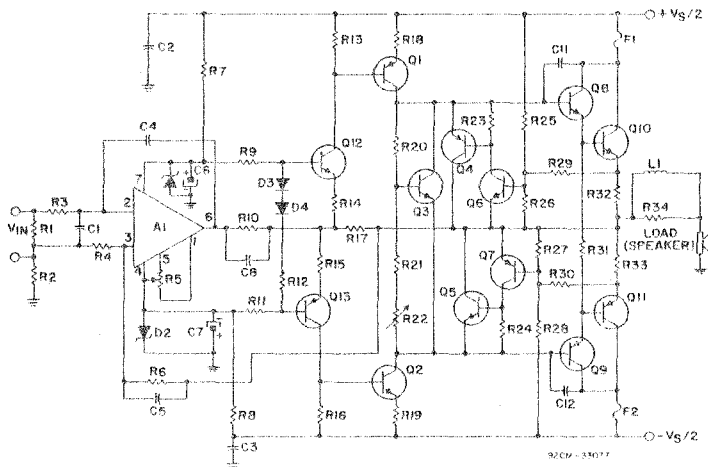 + Vs/2
R13
R18
F1
C2
Q1
C11
R7
Q8
C4
R23
R25
Q12
Q10
R9
R20
Q4
R29
7
C6
D3
Q3
Q6
R26
R32
L1
R3
2
R14
D4
R34
VIN
R1
C1
A1
6
R10
R17
LOAD
(SPEAKER)
R4
3
R27
R31
R2
4
5
1
R5
C8
R12
R15
R21
Q7
R30
R33
R11
Q13
Q5
Q11
D2
C7
R22
R24
R28
R6
Q9
C5
Q2
C12
R8
R16
R19
F2
C3
- Vs/2
92CM-33077